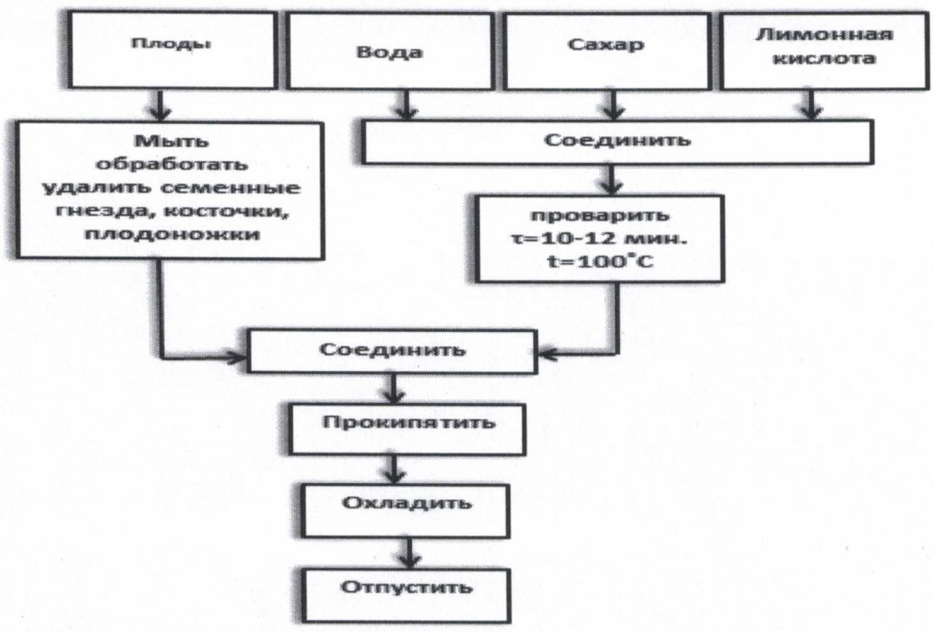 Плоды
Вода
Сахар
Лимонная
кислота
Мыть
обработать
удалить семенные
гнезда, косточки,
плодоножки
Соединить
проварить
τ=10-12 мин.
t=100°С
Соединить
Прокипятить
Охладить
Отпустить